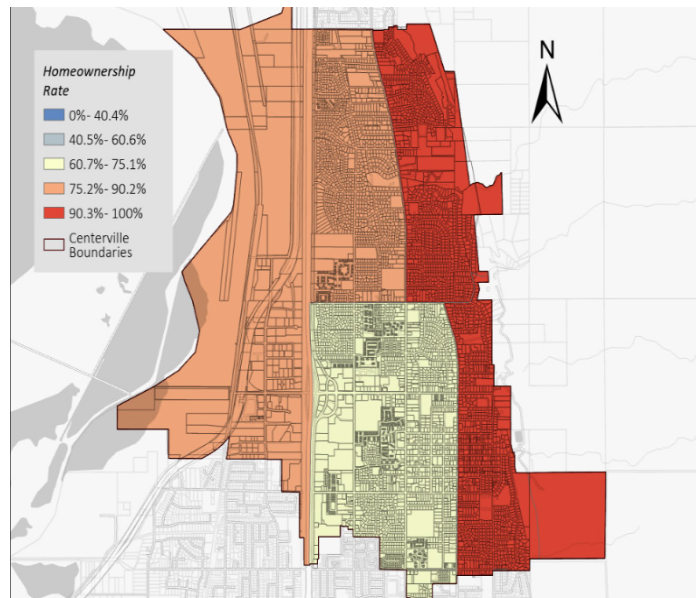 Homeownership
Rate
0%- 40.4%
40.5%- 60.6%
60.7%- 75.1%
75.2%- 90.2%
90.3%- 100%
Centerville
Boundaries
N